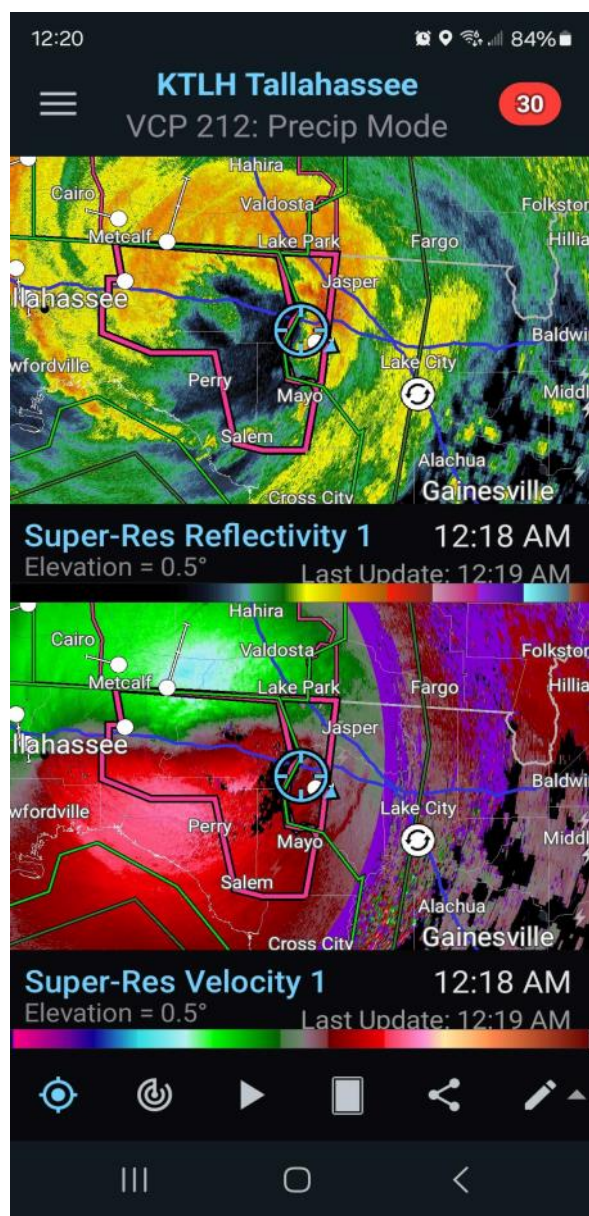 12:20
84%
KTLH Tallahassee
VCP 212: Precip Mode
30
Hahira
Cairo
Valdosta
Folkston
Metcalf
Lake Park
Fargo
Hillia
Jasper
llahassee
Baldwin
wfordville
Lake City
Perry
Mayo
Middl
Salem
Alachua
Cross City
Gainesville
Super-Res Reflectivity 1
12:18 AM
Elevation = 0.5°
Last Update: 12:19 AM
Hahira
Cairo
Valdosta
Folkston
Metcalf
Lake Park
Fargo
Hillia
Jasper
llahassee
Baldwi
wfordville
Lake City
Perry
Mayo
Middl
Salem
Alachua
Cross City
Gainesville
Super-Res Velocity 1
12:18 AM
Elevation = 0.5°
Last Update: 12:19 AM